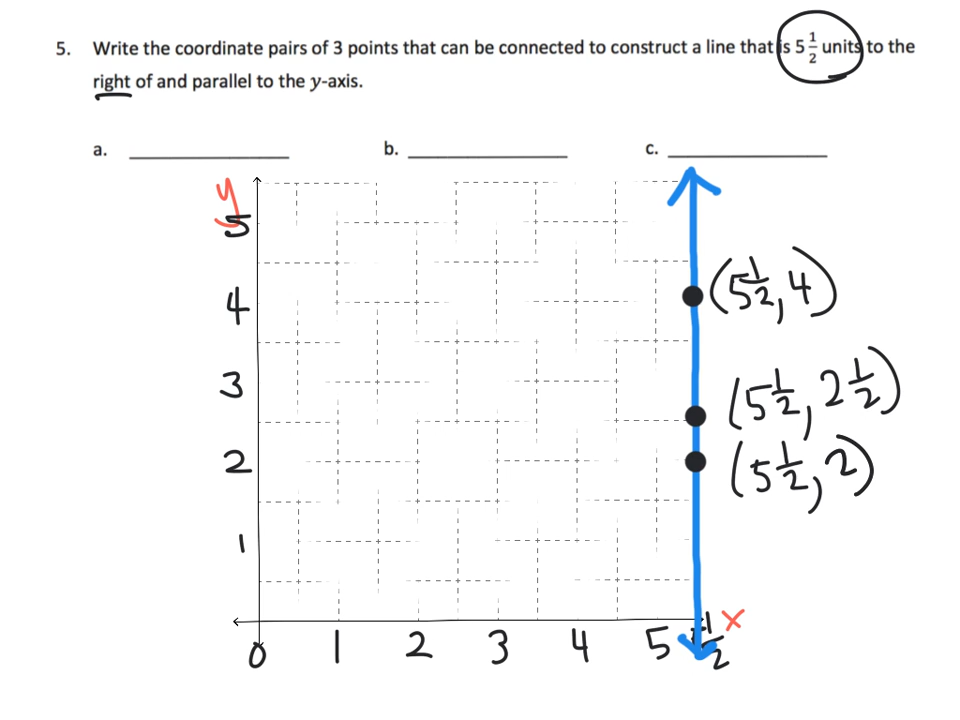 5. Write the coordinate pairs of 3 points that can be connected to construct a line that is 5 1/2 units to the
right of and parallel to the y-axis.
a. ____________ b. ____________ c. ____________
y
5
4 (5 1/2, 4)
3 (5 1/2, 2 1/2)
2 (5 1/2, 2)
1
0 1 2 3 4 5 5 1/2 x